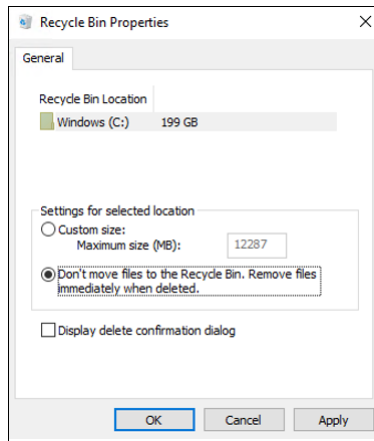 Recycle Bin Properties
General
Recycle Bin Location
Windows (C:) 199 GB
Settings for selected location
Custom size:
Maximum size (MB): 12287
Don't move files to the Recycle Bin. Remove files
immediately when deleted.
Display delete confirmation dialog
OK Cancel Apply